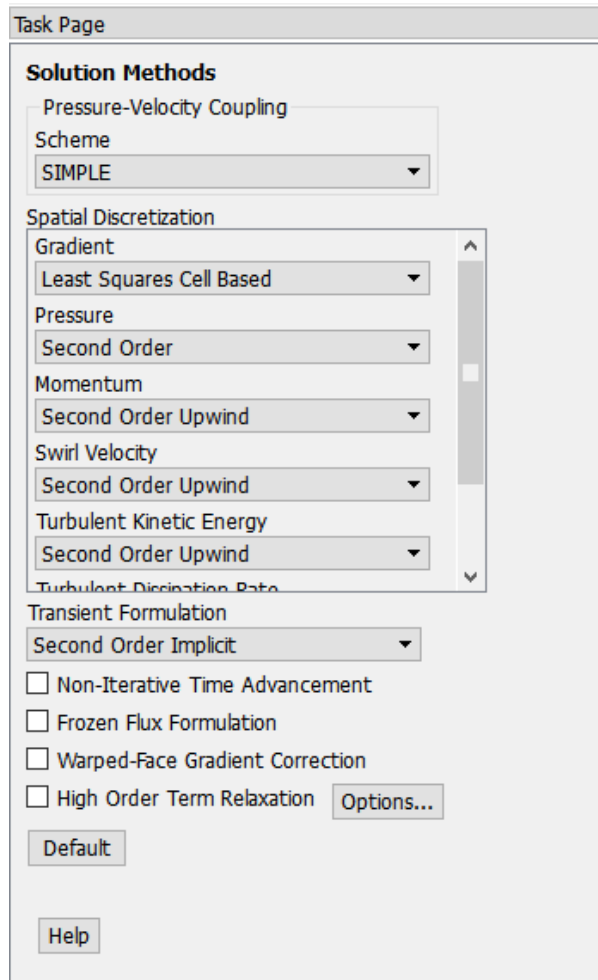 Task Page
Solution Methods
Pressure-Velocity Coupling
Scheme
SIMPLE
Spatial Discretization
Gradient
Least Squares Cell Based
Pressure
Second Order
Momentum
Second Order Upwind
Swirl Velocity
Second Order Upwind
Turbulent Kinetic Energy
Second Order Upwind
Turbulent Dissipation Rate
Transient Formulation
Second Order Implicit
Non-Iterative Time Advancement
Frozen Flux Formulation
Warped-Face Gradient Correction
High Order Term Relaxation Options...
Default
Help